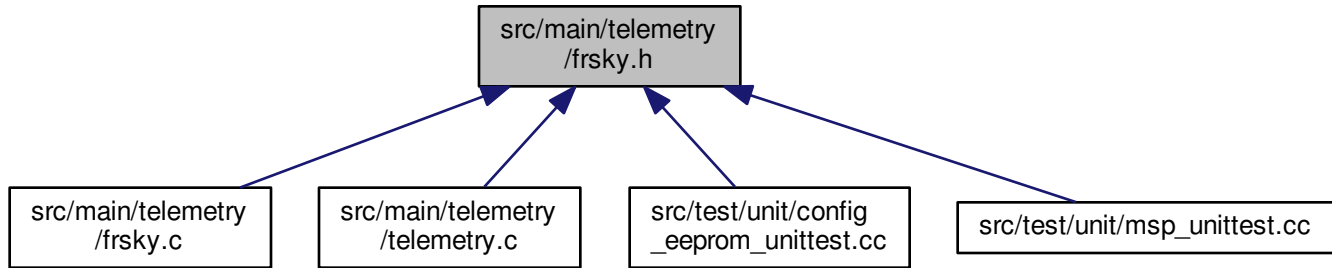 src/main/telemetry
/frsky.h
src/main/telemetry
/frsky.c
src/main/telemetry
/telemetry.c
src/test/unit/config
_eeprom_unittest.cc
src/test/unit/msp_unittest.cc